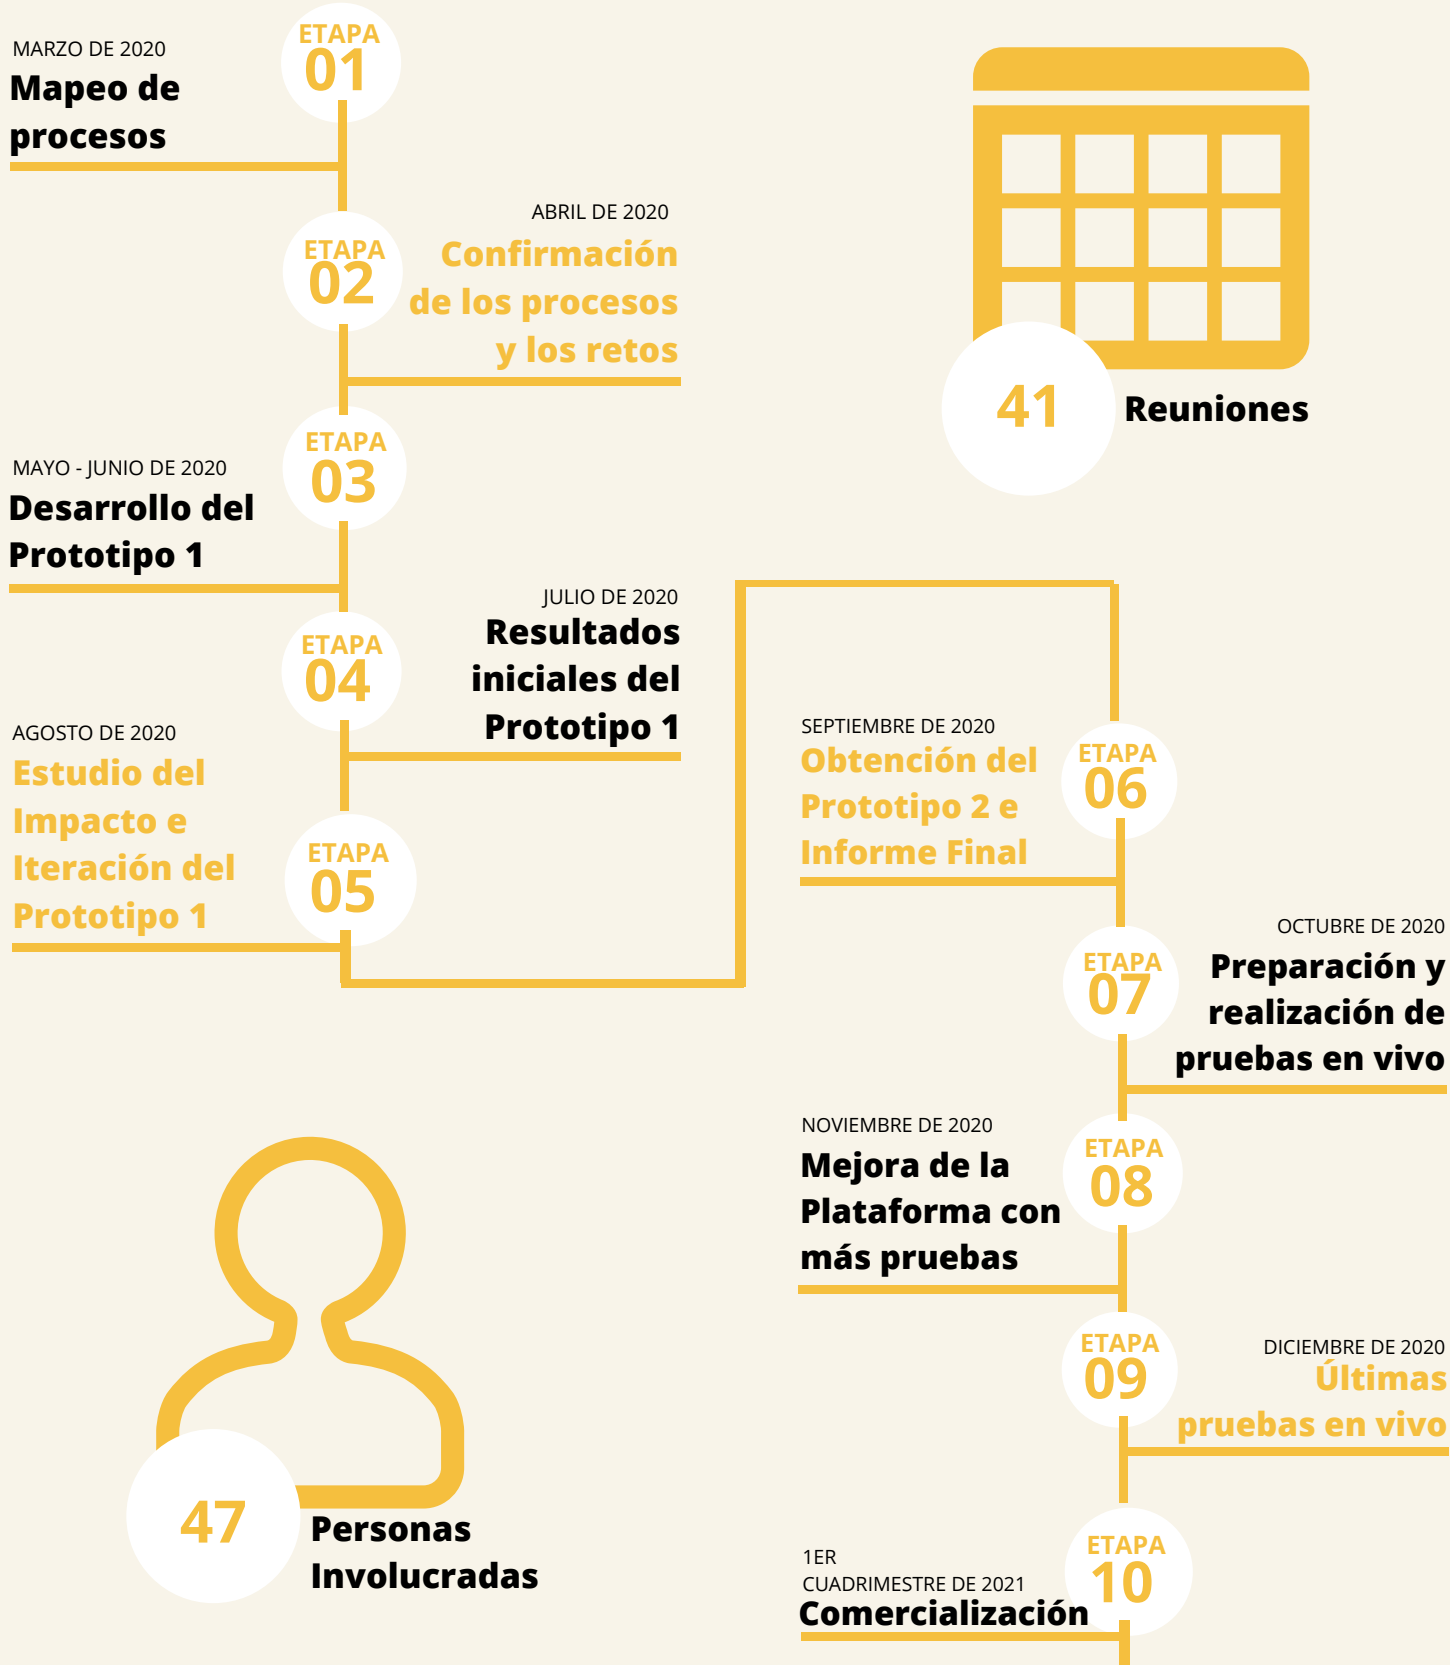 ETAPA
01
MARZO DE 2020
Mapeo de
procesos
ETAPA
02
ABRIL DE 2020
Confirmación
de los procesos
y los retos
ETAPA
03
MAYO - JUNIO DE 2020
Desarrollo del
Prototipo 1
ETAPA
04
JULIO DE 2020
Resultados
iniciales del
Prototipo 1
ETAPA
05
AGOSTO DE 2020
Estudio del
Impacto e
Iteración del
Prototipo 1
47
Personas
Involucradas
41
Reuniones
ETAPA
06
SEPTIEMBRE DE 2020
Obtención del
Prototipo 2 e
Informe Final
ETAPA
07
OCTUBRE DE 2020
Preparación y
realización de
pruebas en vivo
ETAPA
08
NOVIEMBRE DE 2020
Mejora de la
Plataforma con
más pruebas
ETAPA
09
DICIEMBRE DE 2020
Últimas
pruebas en vivo
ETAPA
10
1ER
CUADRIMESTRE DE 2021
Comercialización